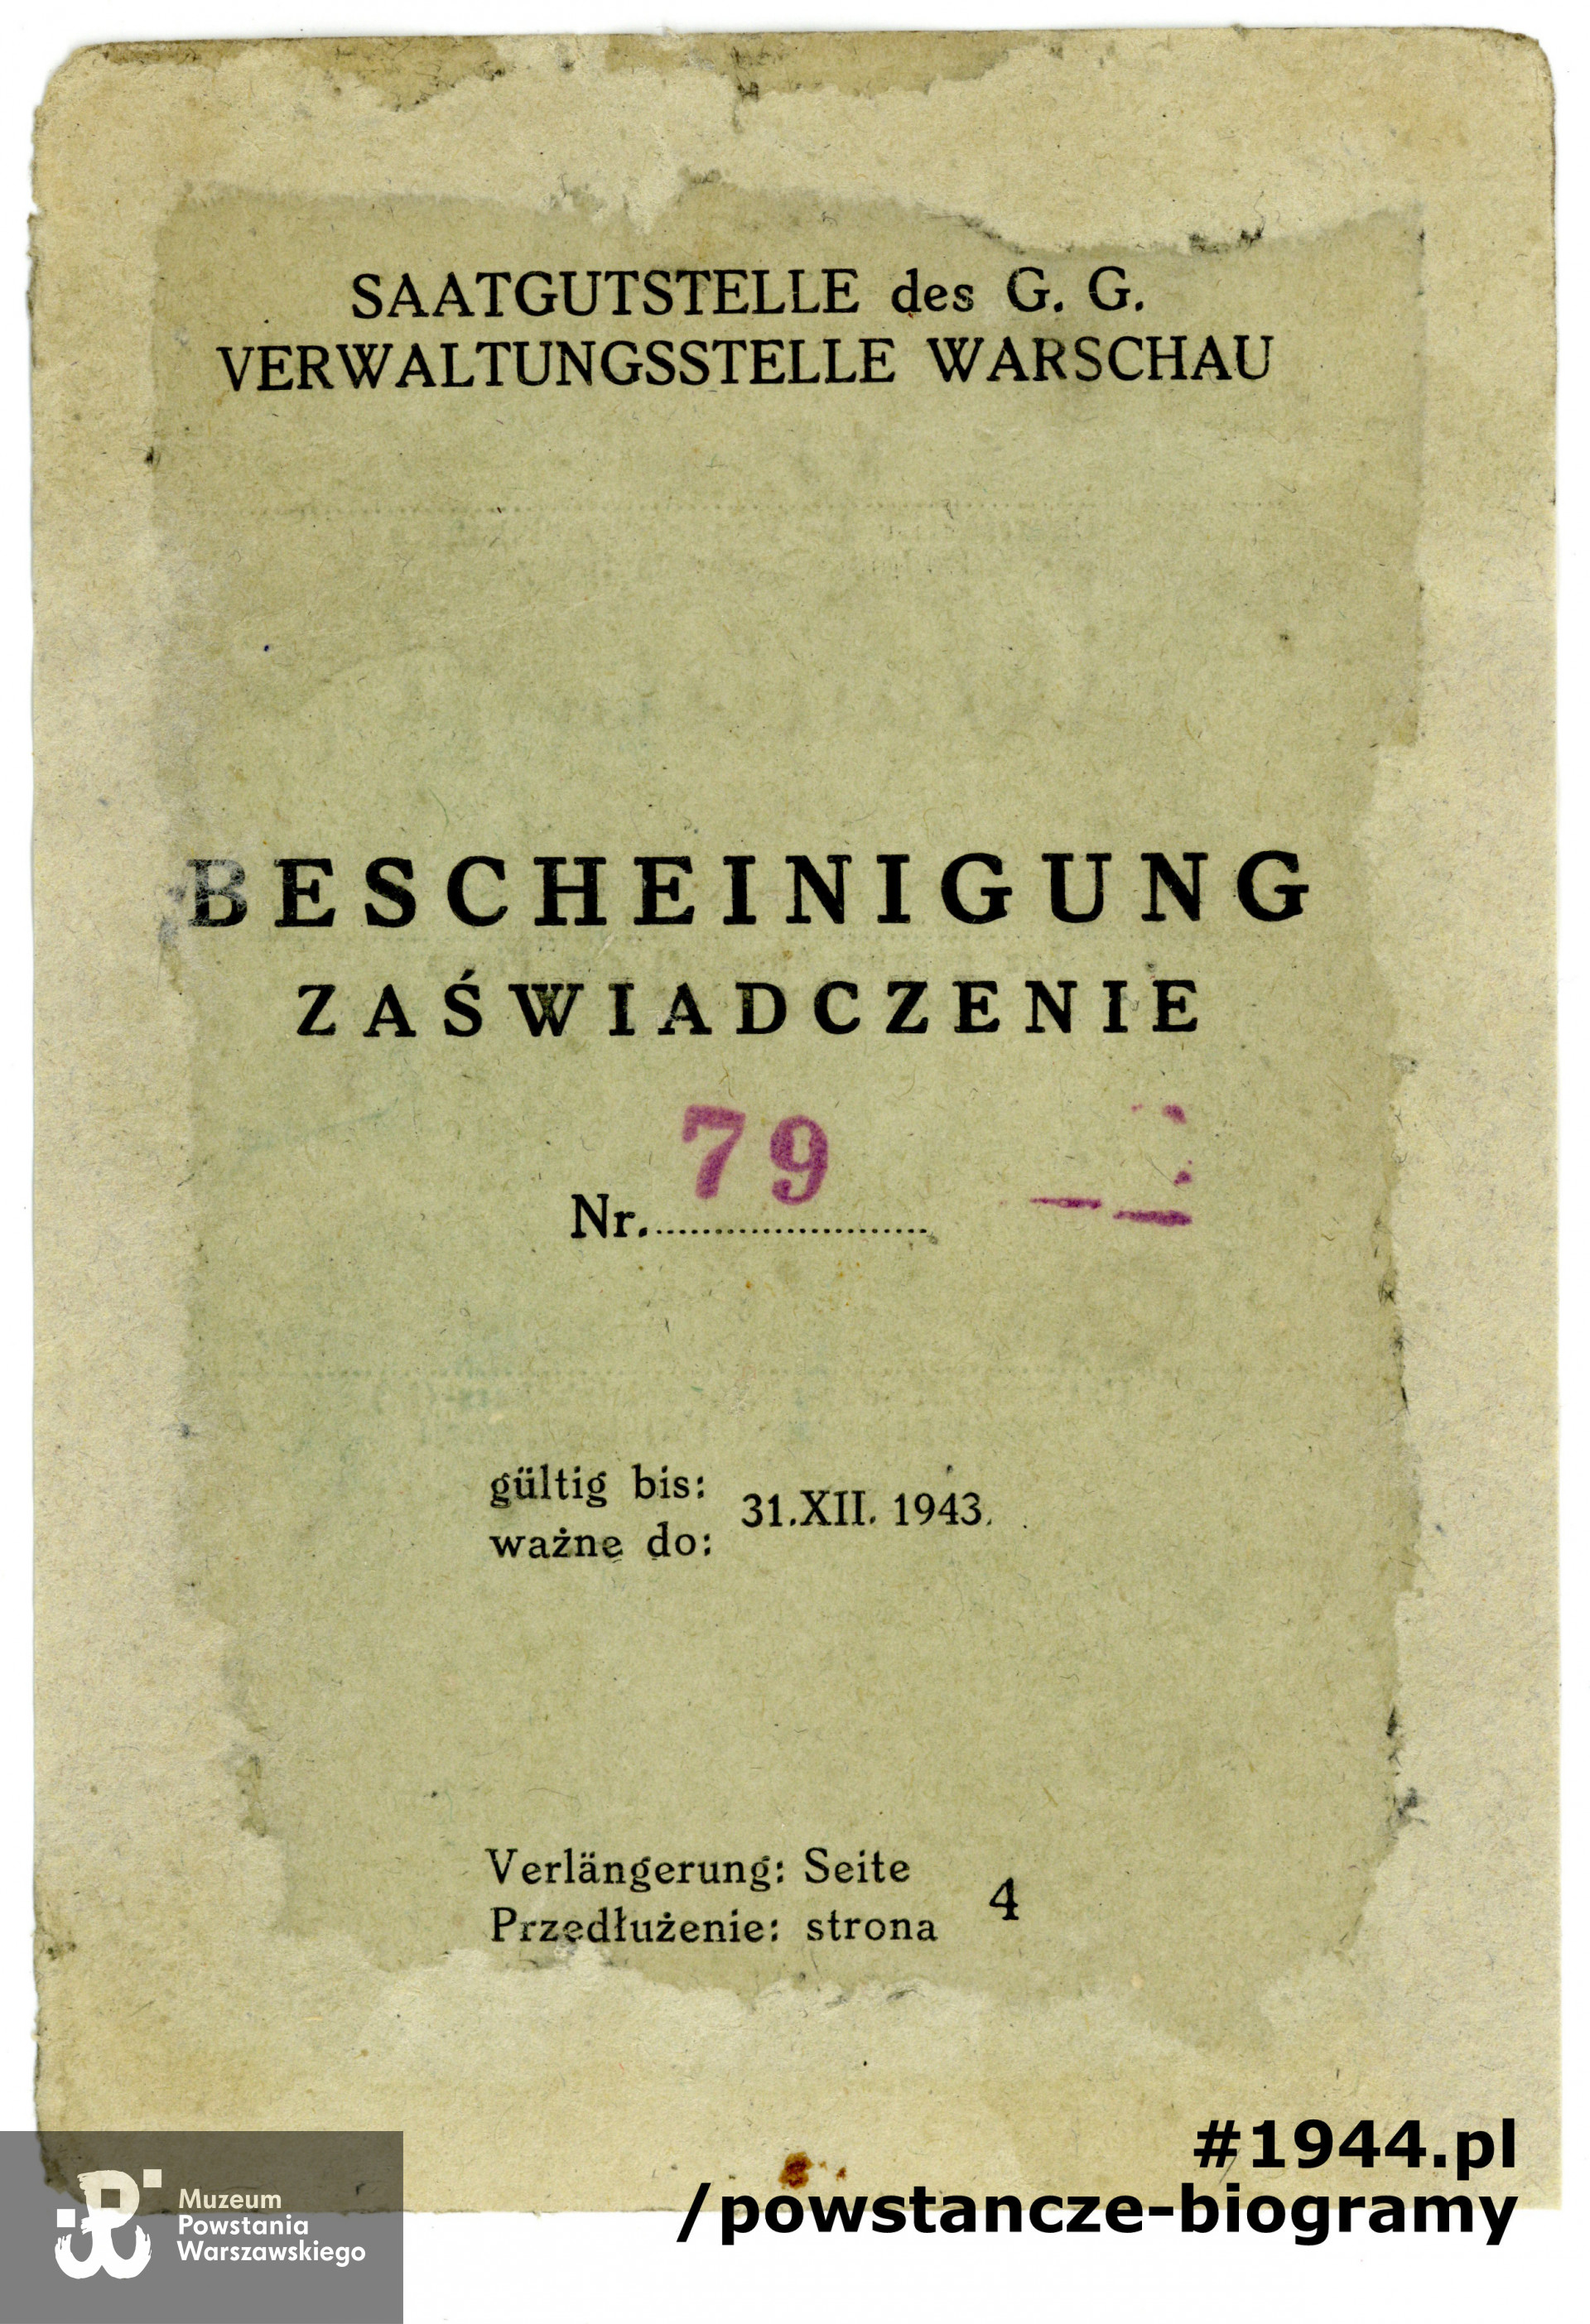 SAATGUTSTELLE des G. G.
VERWALTUNGSSTELLE WARSCHAU
BESCHEINIGUNG
ZAŚWIADCZENIE
Nr. 79
gültig bis:
ważne do: 31.XII. 1943.
Verlängerung: Seite
Przedłużenie: strona 4
#1944.pl
/powstancze-biogramy
Muzeum
Powstania
Warszawskiego